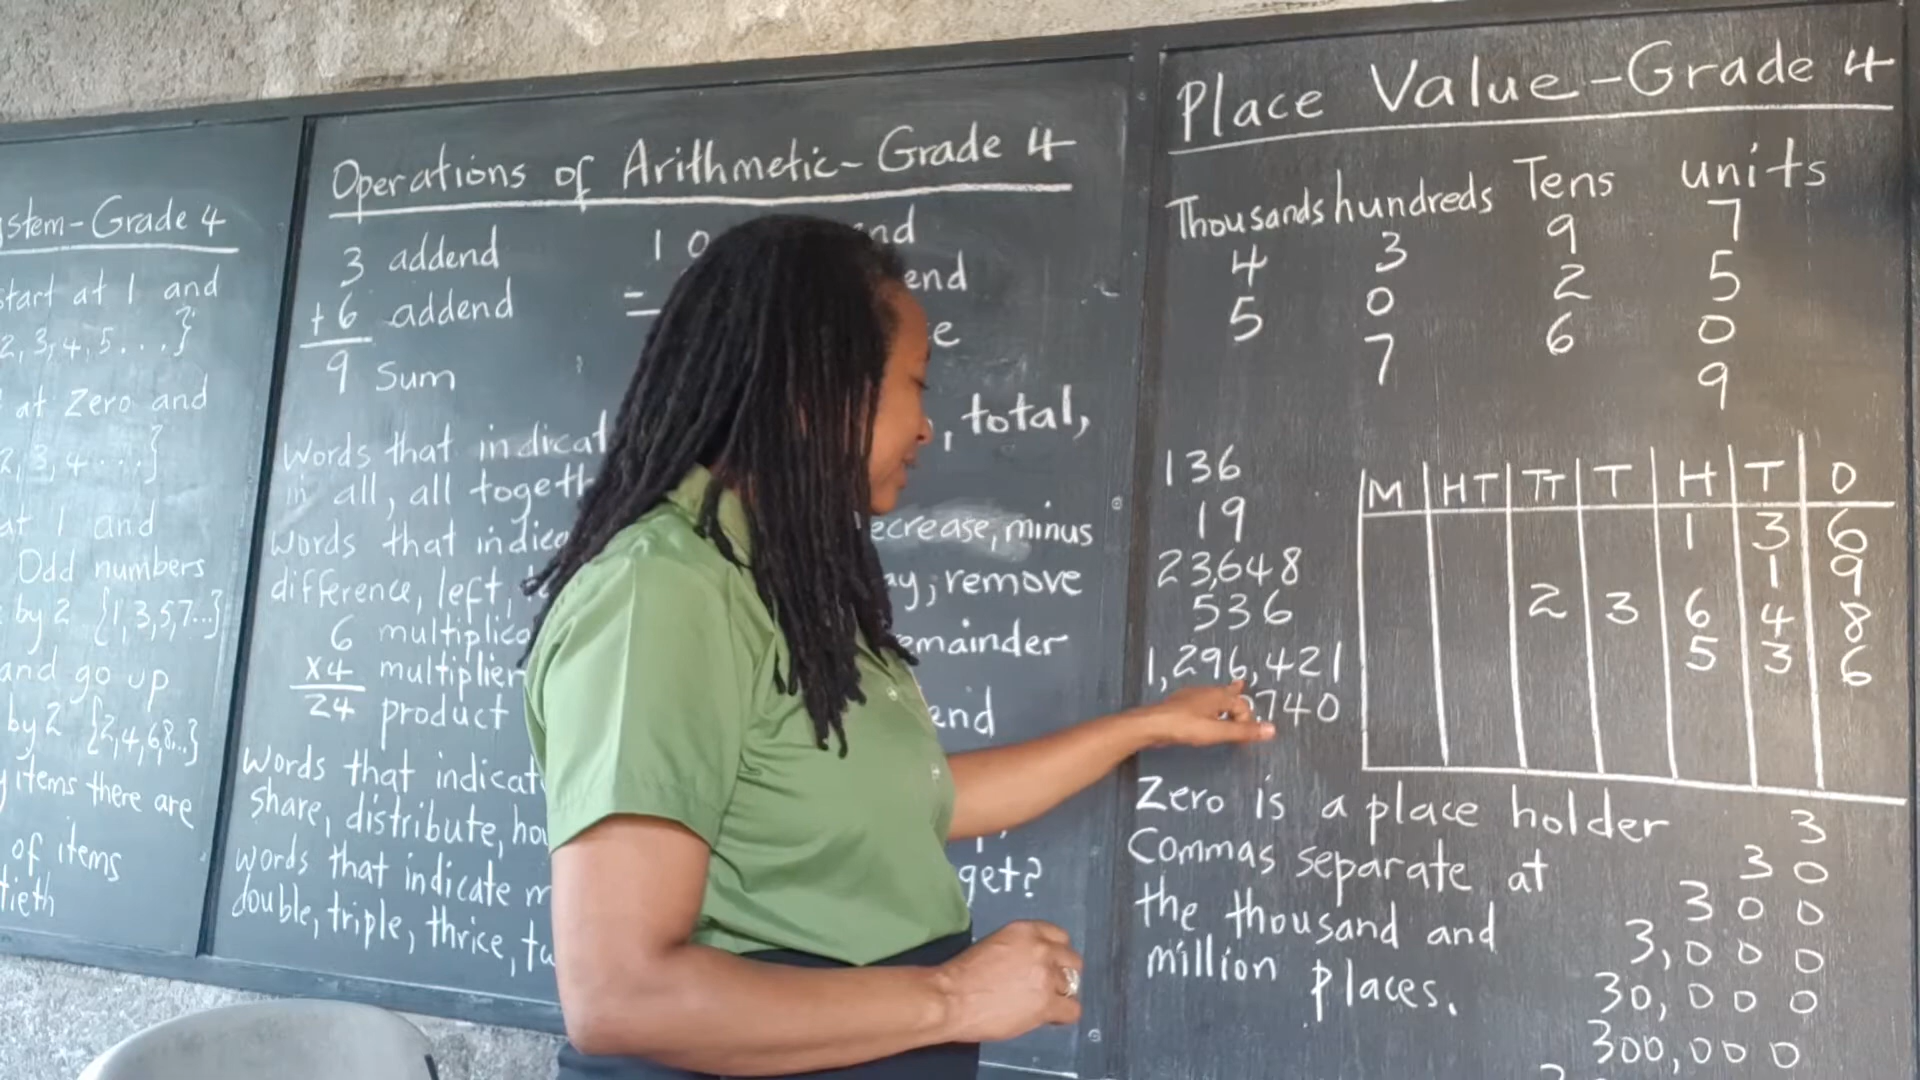 stem-Grade 4
start at 1 and
2, 3, 4, 5...}
at Zero and
2, 3, 4...}
at 1 and
Odd numbers
by 2 {1,3,5,7..}
and go up
by 2 {2,4,6,8..}
items there are
of items
tieth
Operations of Arithmetic-Grade 4
3 addend
+6 addend
9 Sum
1 0
-
end
e
Words that indicat
, total,
in all, all togeth
words that indica
ecrease, minus
difference, left,
ay, remove
6 multiplica
x4 multiplier
24 product
emainder
end
words that indicat
share, distribute, ho
get?
words that indicate m
double, triple, thrice, tw
Place Value-Grade 4
Thousands hundreds Tens units
4 3 9 7
5 0 2 5
7 6 0
9
136
19
23,648
536
1,296,421
740
M HT TT T H T O
1 3 6
1 9
2 3 6 4 8
5 3 6
Zero is a place holder
Commas separate at
the thousand and
million places.
3
3 0
3 0 0
3,0 0 0
30,0 0 0
300,00 0